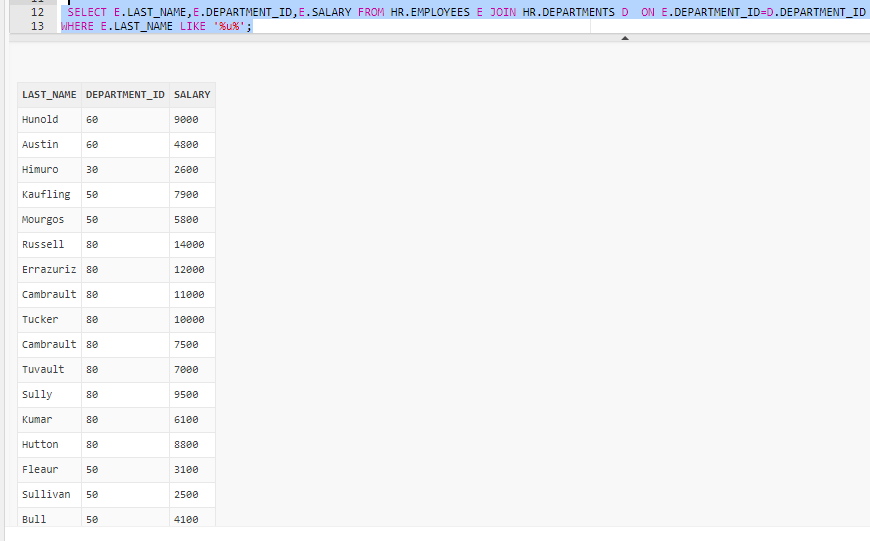 12 SELECT E.LAST_NAME,E.DEPARTMENT_ID,E.SALARY FROM HR.EMPLOYEES E JOIN HR.DEPARTMENTS D ON E.DEPARTMENT_ID=D.DEPARTMENT_ID
13 WHERE E.LAST_NAME LIKE '%u%';
LAST_NAME DEPARTMENT_ID SALARY
Hunold 60 9000
Austin 60 4800
Himuro 30 2600
Kaufling 50 7900
Mourgos 50 5800
Russell 80 14000
Errazuriz 80 12000
Cambrault 80 11000
Tucker 80 10000
Cambrault 80 7500
Tuvault 80 7000
Sully 80 9500
Kumar 80 6100
Hutton 80 8800
Fleaur 50 3100
Sullivan 50 2500
Bull 50 4100